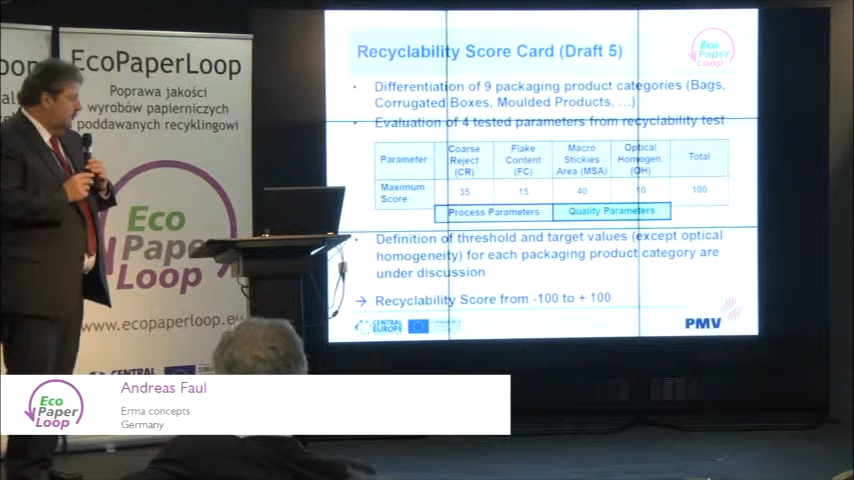 EcoPaperLoop
Poprawa jakości
wyrobów papierniczych
poddawanych recyklingowi
Eco
Paper
Loop
www.ecopaperloop.e
CENTRAL
Recyclability Score Card (Draft 5)
Eco
Paper
Loop
• Differentiation of 9 packaging product categories (Bags,
Corrugated Boxes, Moulded Products, ...)
• Evaluation of 4 tested parameters from recyclability test
Parameter Coarse Reject (CR) Flake Content (FC) Macro Stickies Area (MSA) Optical Homogen. (OH) Total
Maximum Score 35 15 40 10 100
Process Parameters Quality Parameters
• Definition of threshold and target values (except optical
homogeneity) for each packaging product category are
under discussion
→ Recyclability Score from -100 to + 100
CENTRAL
EUROPE
PMV
Eco
Paper
Loop
Andreas Faul
Erma concepts
Germany